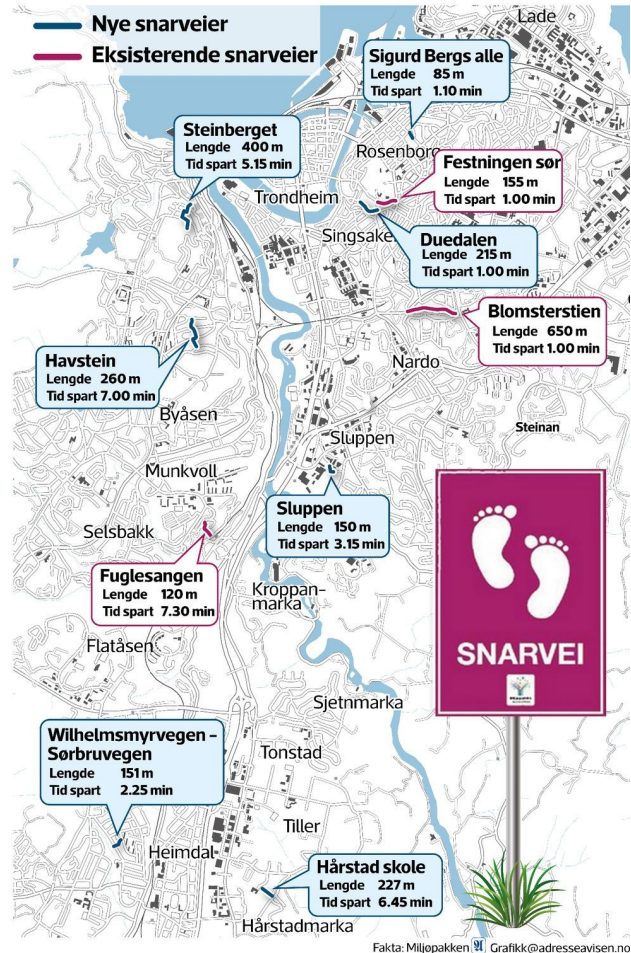 Nye snarveier
Eksisterende snarveier
Lade
Sigurd Bergs alle
Lengde 85 m
Tid spart 1.10 min
Steinberget
Lengde 400 m
Tid spart 5.15 min
Rosenborg
Festningen sør
Lengde 155 m
Tid spart 1.00 min
Trondheim
Singsaker
Duedalen
Lengde 215 m
Tid spart 1.00 min
Blomsterstien
Lengde 650 m
Tid spart 1.00 min
Havstein
Lengde 260 m
Tid spart 7.00 min
Nardo
Byåsen
Sluppen
Steinan
Munkvoll
Sluppen
Lengde 150 m
Tid spart 3.15 min
Selsbakk
Fuglesangen
Lengde 120 m
Tid spart 7.30 min
Kroppan-
marka
Flatåsen
SNARVEI
Sjetnmarka
Wilhelmsmyrvegen –
Sørbruvegen
Lengde 151 m
Tid spart 2.25 min
Tonstad
Tiller
Heimdal
Hårstad skole
Lengde 227 m
Tid spart 6.45 min
Hårstadmarka
Fakta: Miljøpakken Grafikk@adresseavisen.no